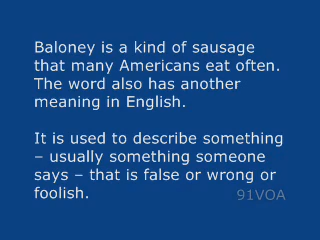 Baloney is a kind of sausage
that many Americans eat often.
The word also has another
meaning in English.
It is used to describe something
– usually something someone
says – that is false or wrong or
foolish.
91VOA